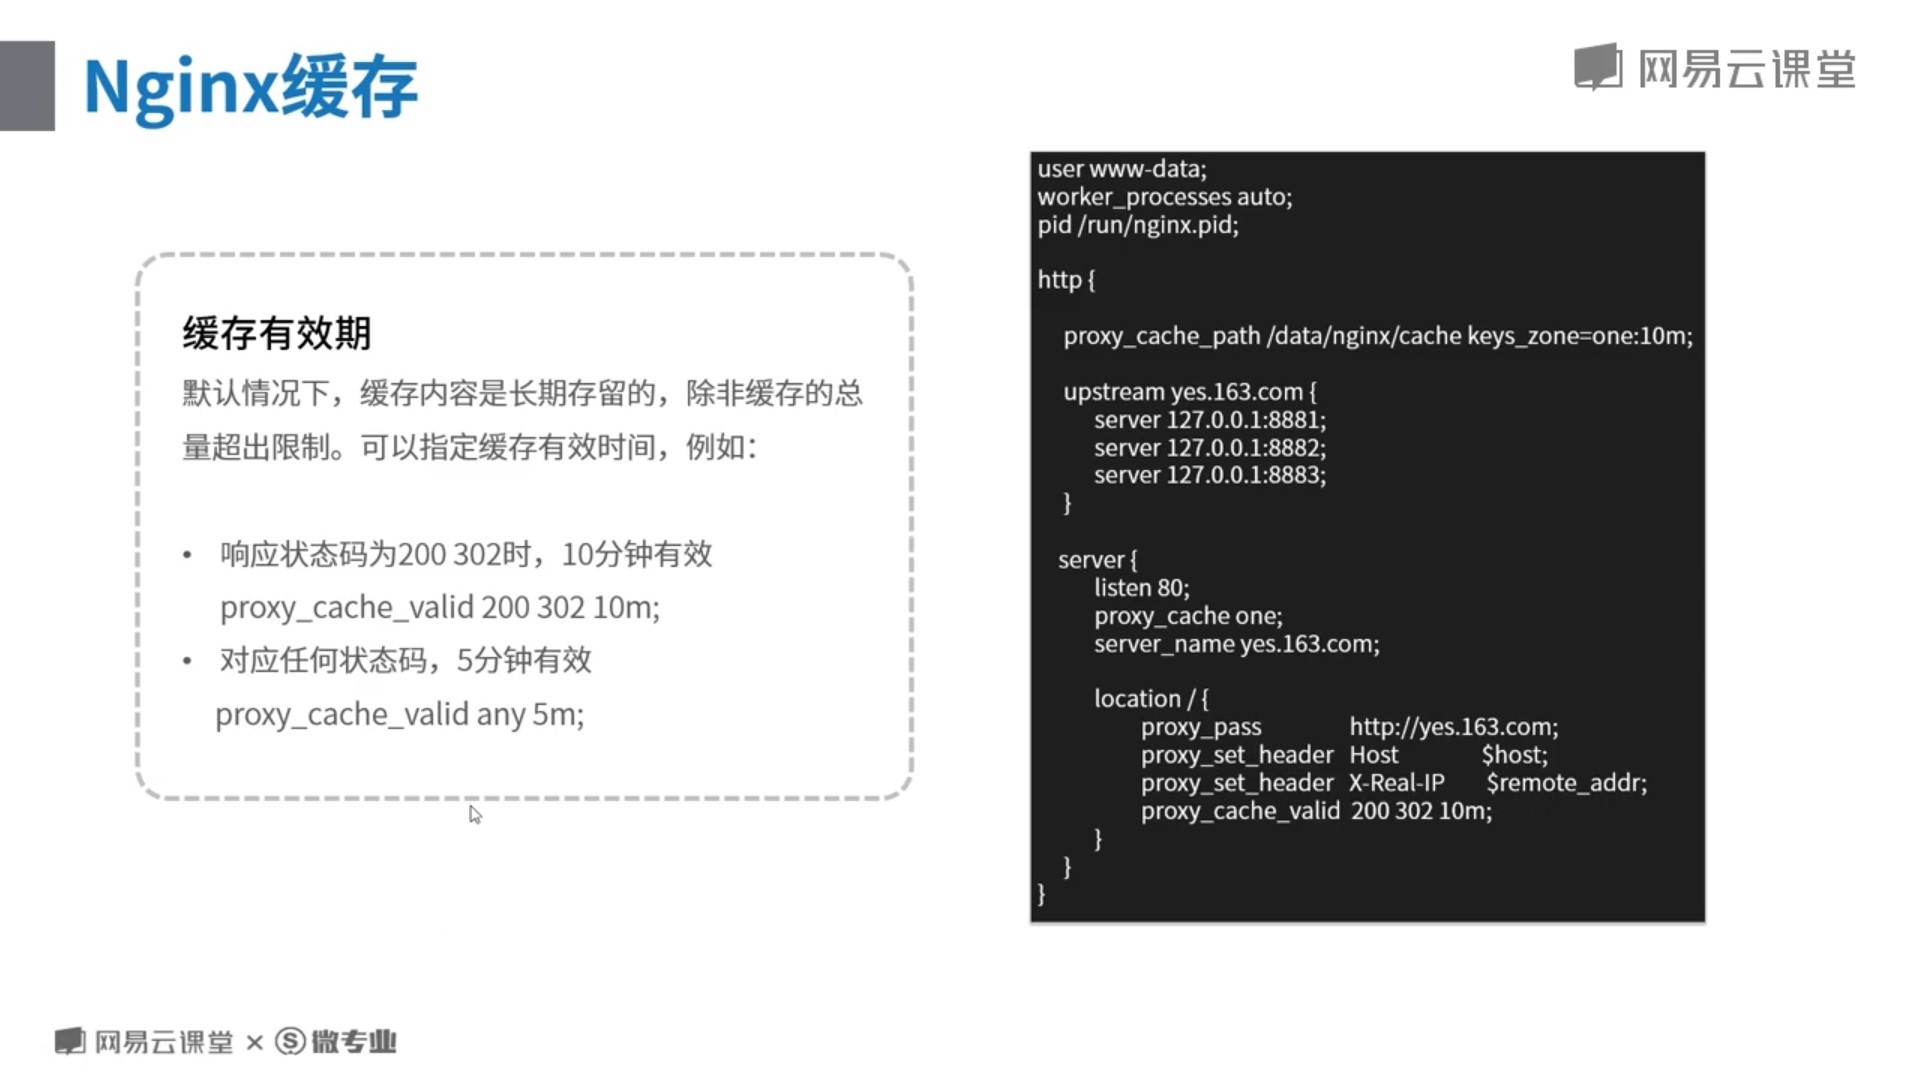 Nginx缓存
网易云课堂
缓存有效期
默认情况下，缓存内容是长期存留的，除非缓存的总
量超出限制。可以指定缓存有效时间，例如：
• 响应状态码为200 302时，10分钟有效
proxy_cache_valid 200 302 10m;
• 对应任何状态码，5分钟有效
proxy_cache_valid any 5m;
user www-data;
worker_processes auto;
pid /run/nginx.pid;
http {
proxy_cache_path /data/nginx/cache keys_zone=one:10m;
upstream yes.163.com {
server 127.0.0.1:8881;
server 127.0.0.1:8882;
server 127.0.0.1:8883;
}
server {
listen 80;
proxy_cache one;
server_name yes.163.com;
location / {
proxy_pass http://yes.163.com;
proxy_set_header Host $host;
proxy_set_header X-Real-IP $remote_addr;
proxy_cache_valid 200 302 10m;
}
}
}
网易云课堂 × Ⓢ微专业